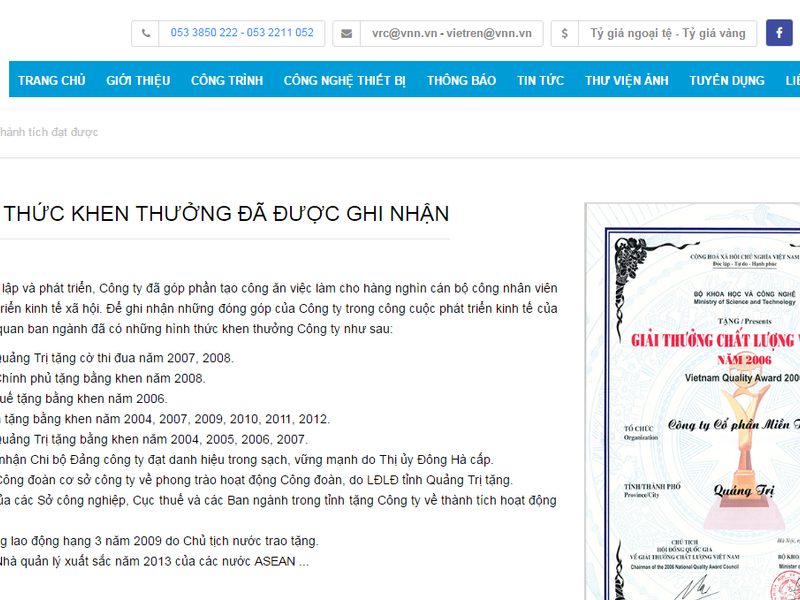 053 3850 222 - 053 2211 052
vrc@vnn.vn - vietren@vnn.vn
$ Tỷ giá ngoại tệ - Tỷ giá vàng
f
TRANG CHỦ GIỚI THIỆU CÔNG TRÌNH CÔNG NGHỆ THIẾT BỊ THÔNG BÁO TIN TỨC THƯ VIỆN ẢNH TUYỂN DỤNG LIÊ
hành tích đạt được
THỨC KHEN THƯỞNG ĐÃ ĐƯỢC GHI NHẬN
lập và phát triển, Công ty đã góp phần tạo công ăn việc làm cho hàng nghìn cán bộ công nhân viên
riển kinh tế xã hội. Để ghi nhận những đóng góp của Công ty trong công cuộc phát triển kinh tế của
quan ban ngành đã có những hình thức khen thưởng Công ty như sau:
Quảng Trị tặng cờ thi đua năm 2007, 2008.
Chính phủ tặng bằng khen năm 2008.
uế tặng bằng khen năm 2006.
tặng bằng khen năm 2004, 2007, 2009, 2010, 2011, 2012.
Quảng Trị tặng bằng khen năm 2004, 2005, 2006, 2007.
nhận Chi bộ Đảng công ty đạt danh hiệu trong sạch, vững mạnh do Thị ủy Đông Hà cấp.
Công đoàn cơ sở công ty về phong trào hoạt động Công đoàn, do LĐLĐ tỉnh Quảng Trị tặng.
ủa các Sở công nghiệp, Cục thuế và các Ban ngành trong tỉnh tặng Công ty về thành tích hoạt động
g lao động hạng 3 năm 2009 do Chủ tịch nước trao tặng.
Nhà quản lý xuất sắc năm 2013 của các nước ASEAN ...
CỘNG HOÀ XÃ HỘI CHỦ NGHĨA VIỆT NAM
Độc lập - Tự do - Hạnh phúc
BỘ KHOA HỌC VÀ CÔNG NGHỆ
Ministry of Science and Technology
TẶNG / Presents
GIẢI THƯỞNG CHẤT LƯỢNG V
NĂM 2006
Vietnam Quality Award 2006
TỔ CHỨC Công ty Cổ phần Miền T
Organization
TỈNH/THÀNH PHỐ Quảng Trị
Province/City
Hà Nội,
CHỦ TỊCH
HỘI ĐỒNG QUỐC GIA
VỀ GIẢI THƯỞNG CHẤT LƯỢNG VIỆT NAM BỘ KHO
Chairman of the 2006 National Quality Award Council Minister of